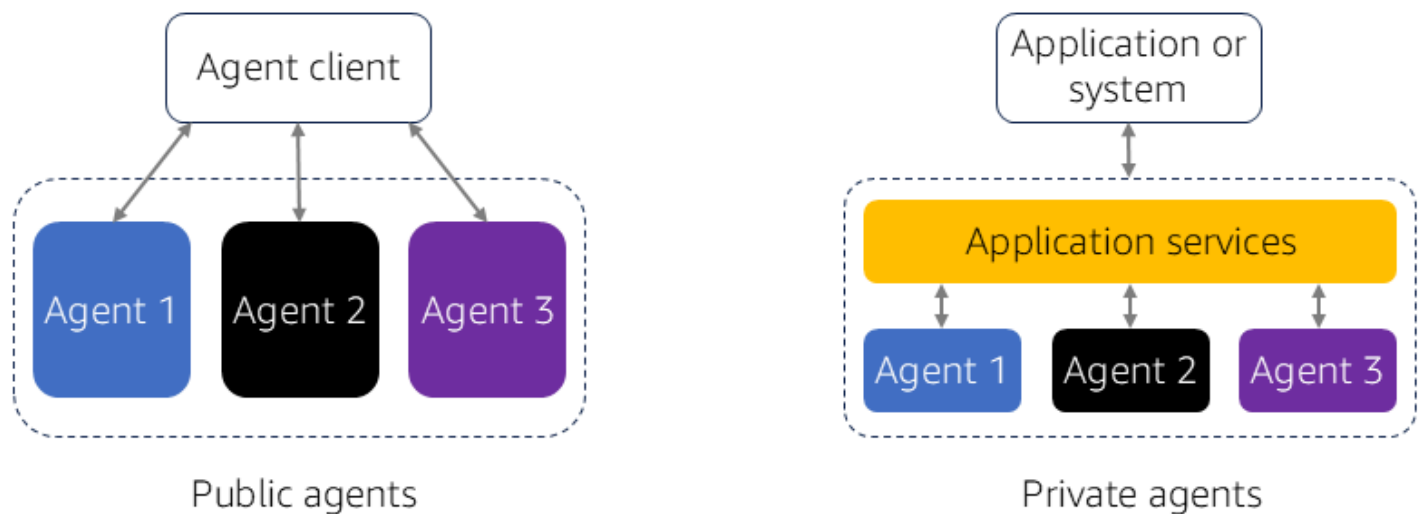 Agent client
Agent 1
Agent 2
Agent 3
Public agents
Application or
system
Application services
Agent 1
Agent 2
Agent 3
Private agents